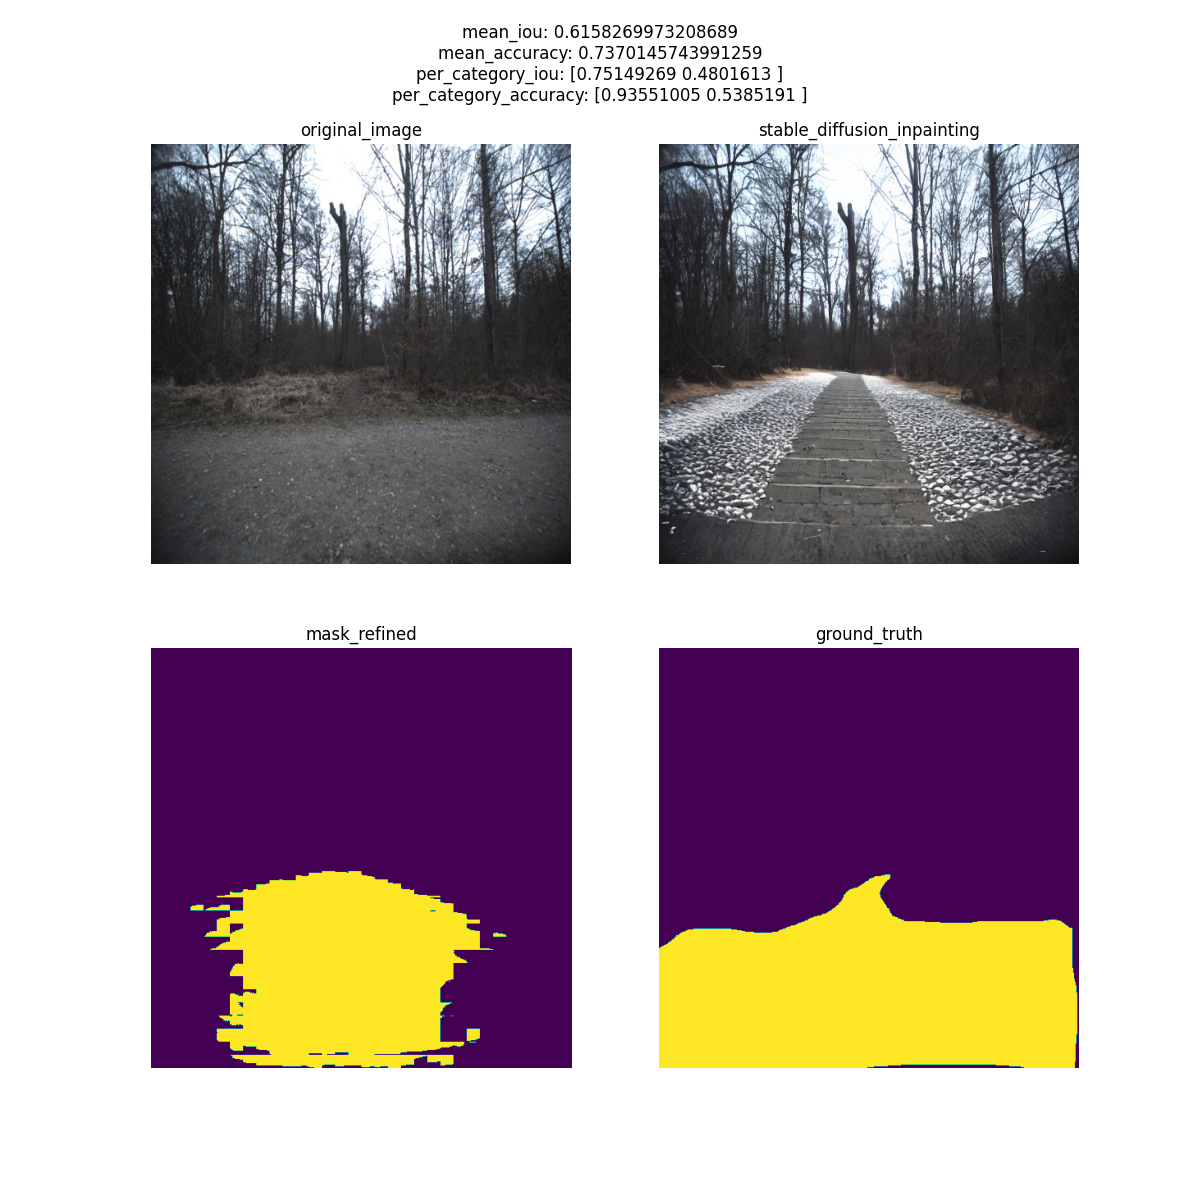 mean_iou: 0.6158269973208689
mean_accuracy: 0.7370145743991259
per_category_iou: [0.75149269 0.4801613 ]
per_category_accuracy: [0.93551005 0.5385191 ]
original_image
stable_diffusion_inpainting
mask_refined
ground_truth